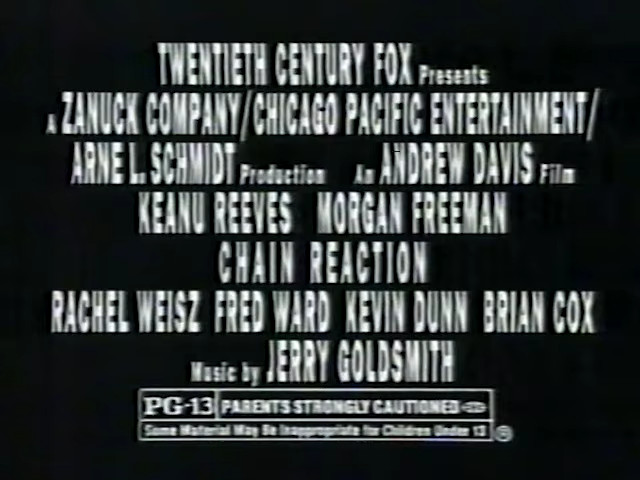 TWENTIETH CENTURY FOX Presents
A ZANUCK COMPANY/CHICAGO PACIFIC ENTERTAINMENT/
ARNE L. SCHMIDT Production An ANDREW DAVIS Film
KEANU REEVES MORGAN FREEMAN
CHAIN REACTION
RACHEL WEISZ FRED WARD KEVIN DUNN BRIAN COX
Music by JERRY GOLDSMITH
PG-13 PARENTS STRONGLY CAUTIONED
Some Material May Be Inappropriate for Children Under 13 ®